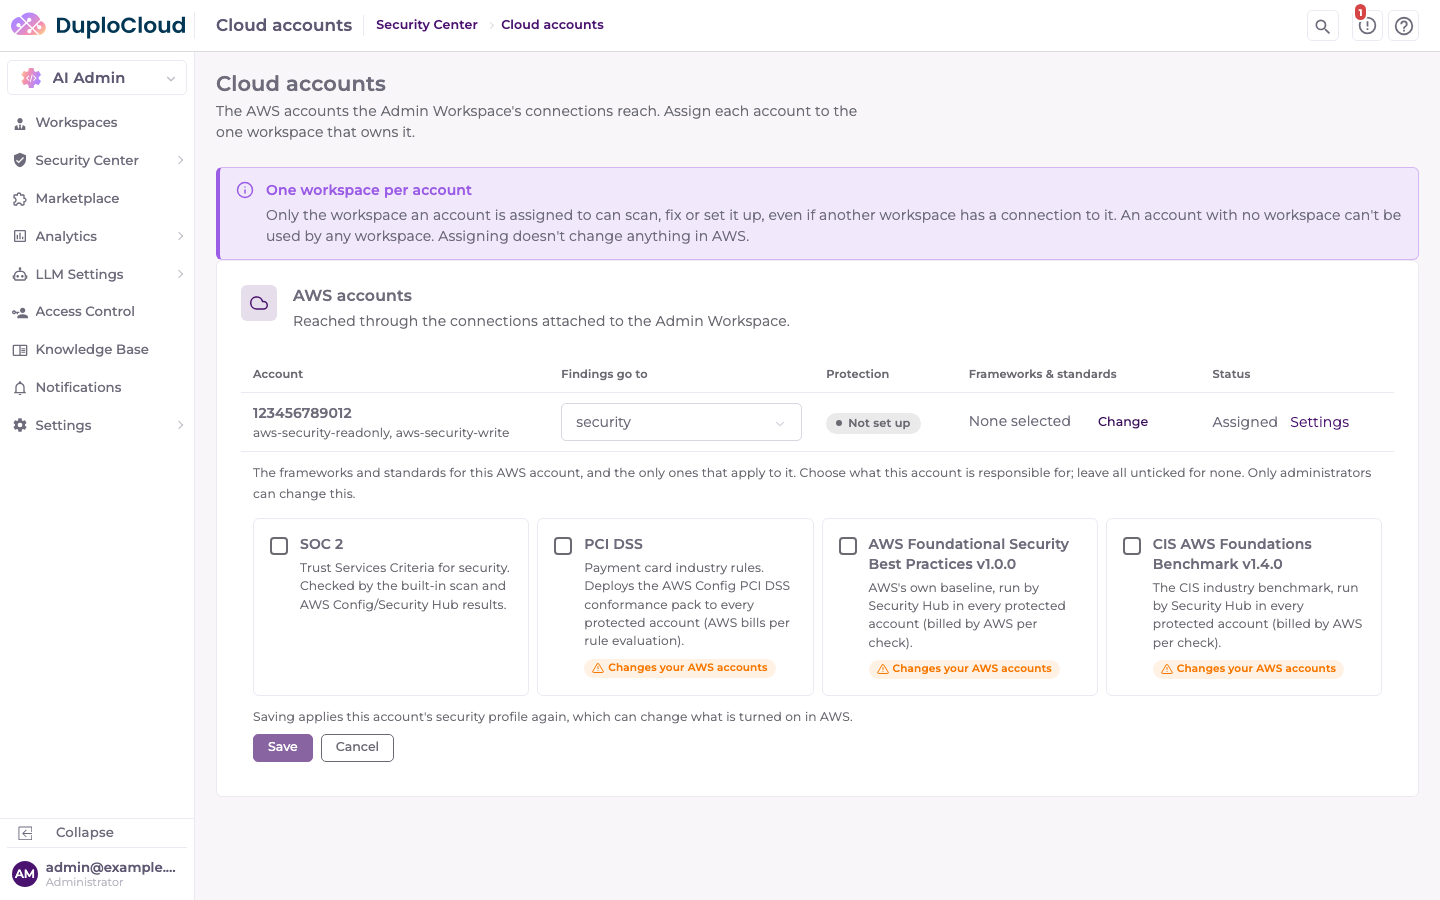 DuploCloud
Cloud accounts
Security Center
Cloud accounts
1
AI Admin
Workspaces
Security Center
Marketplace
Analytics
LLM Settings
Access Control
Knowledge Base
Notifications
Settings
Collapse
AM
admin@example....
Administrator
Cloud accounts
The AWS accounts the Admin Workspace's connections reach. Assign each account to the
one workspace that owns it.
One workspace per account
Only the workspace an account is assigned to can scan, fix or set it up, even if another workspace has a connection to it. An account with no workspace can't be
used by any workspace. Assigning doesn't change anything in AWS.
AWS accounts
Reached through the connections attached to the Admin Workspace.
Account
Findings go to
Protection
Frameworks & standards
Status
123456789012
aws-security-readonly, aws-security-write
security
Not set up
None selected
Change
Assigned
Settings
The frameworks and standards for this AWS account, and the only ones that apply to it. Choose what this account is responsible for; leave all unticked for none. Only administrators
can change this.
SOC 2
Trust Services Criteria for security.
Checked by the built-in scan and
AWS Config/Security Hub results.
PCI DSS
Payment card industry rules.
Deploys the AWS Config PCI DSS
conformance pack to every
protected account (AWS bills per
rule evaluation).
Changes your AWS accounts
AWS Foundational Security
Best Practices v1.0.0
AWS's own baseline, run by
Security Hub in every protected
account (billed by AWS per
check).
Changes your AWS accounts
CIS AWS Foundations
Benchmark v1.4.0
The CIS industry benchmark, run
by Security Hub in every
protected account (billed by AWS
per check).
Changes your AWS accounts
Saving applies this account's security profile again, which can change what is turned on in AWS.
Save
Cancel